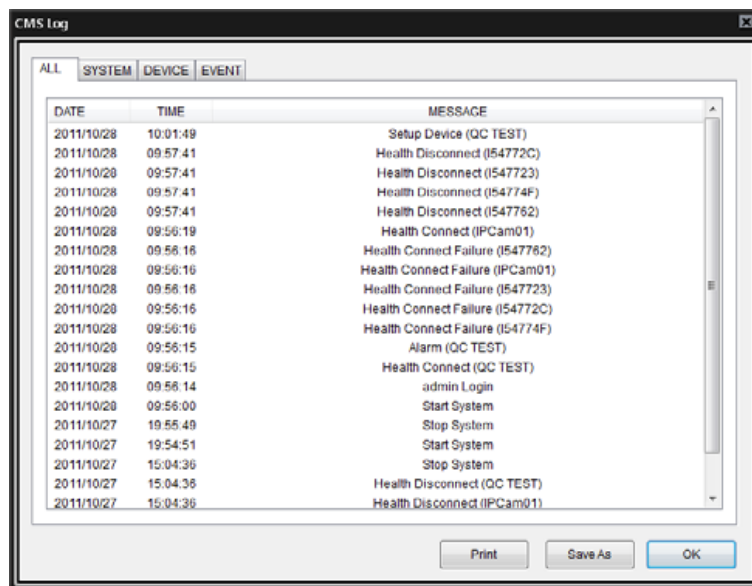 CMS Log
ALL SYSTEM DEVICE EVENT
DATE TIME MESSAGE
2011/10/28 10:01:49 Setup Device (QC TEST)
2011/10/28 09:57:41 Health Disconnect (I54772C)
2011/10/28 09:57:41 Health Disconnect (I547723)
2011/10/28 09:57:41 Health Disconnect (I54774F)
2011/10/28 09:57:41 Health Disconnect (I547762)
2011/10/28 09:56:19 Health Connect (IPCam01)
2011/10/28 09:56:16 Health Connect Failure (I547762)
2011/10/28 09:56:16 Health Connect Failure (IPCam01)
2011/10/28 09:56:16 Health Connect Failure (I547723)
2011/10/28 09:56:16 Health Connect Failure (I54772C)
2011/10/28 09:56:16 Health Connect Failure (I54774F)
2011/10/28 09:56:15 Alarm (QC TEST)
2011/10/28 09:56:15 Health Connect (QC TEST)
2011/10/28 09:56:14 admin Login
2011/10/28 09:56:00 Start System
2011/10/27 19:55:49 Stop System
2011/10/27 19:54:51 Start System
2011/10/27 15:04:36 Stop System
2011/10/27 15:04:36 Health Disconnect (QC TEST)
2011/10/27 15:04:36 Health Disconnect (IPCam01)
Print Save As OK